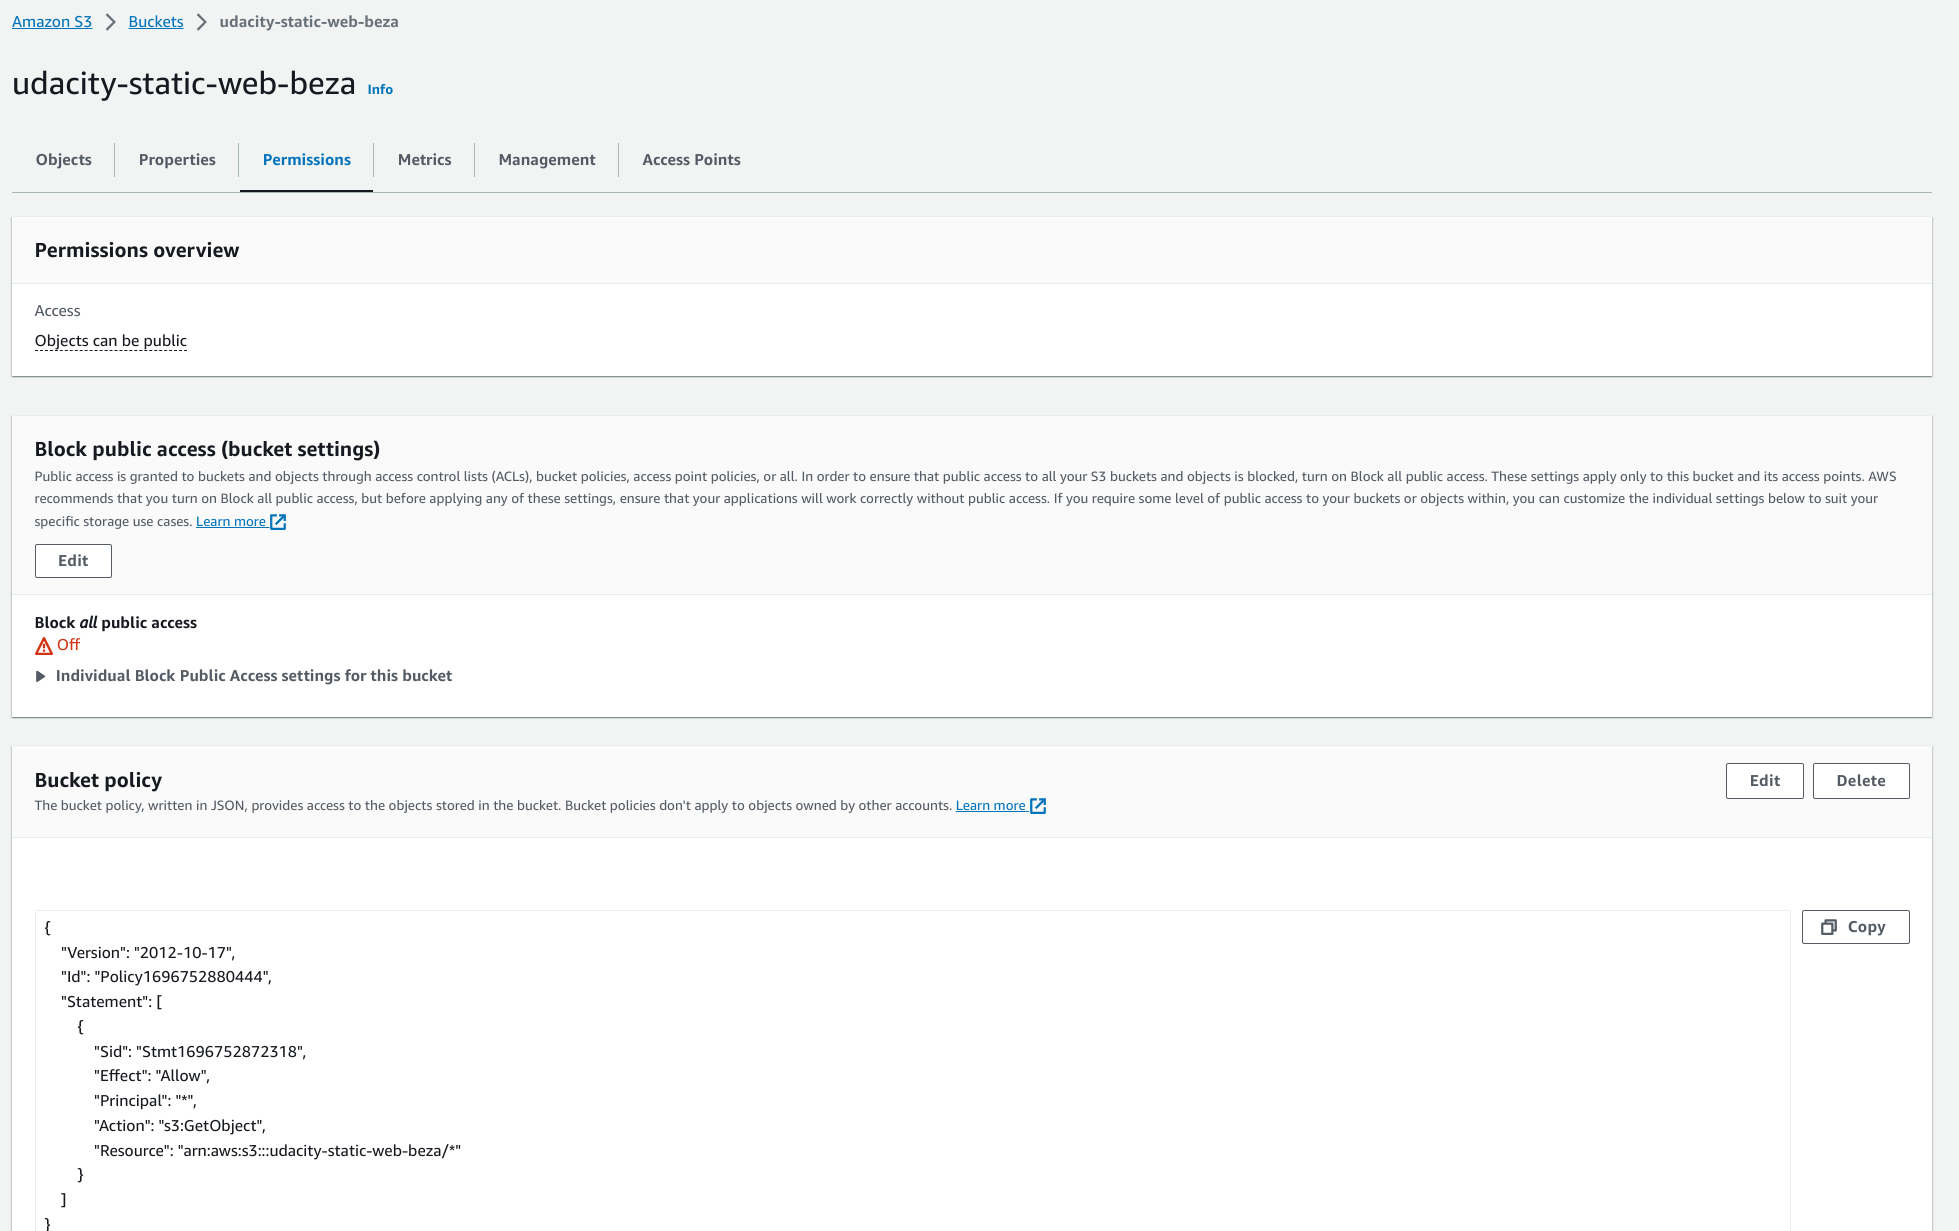 Amazon S3 > Buckets > udacity-static-web-beza
udacity-static-web-beza Info
Objects Properties Permissions Metrics Management Access Points
Permissions overview
Access
Objects can be public
Block public access (bucket settings)
Public access is granted to buckets and objects through access control lists (ACLs), bucket policies, access point policies, or all. In order to ensure that public access to all your S3 buckets and objects is blocked, turn on Block all public access. These settings apply only to this bucket and its access points. AWS
recommends that you turn on Block all public access, but before applying any of these settings, ensure that your applications will work correctly without public access. If you require some level of public access to your buckets or objects within, you can customize the individual settings below to suit your
specific storage use cases. Learn more
Edit
Block all public access
Off
Individual Block Public Access settings for this bucket
Bucket policy
Edit Delete
The bucket policy, written in JSON, provides access to the objects stored in the bucket. Bucket policies don't apply to objects owned by other accounts. Learn more
Copy
{
"Version": "2012-10-17",
"Id": "Policy1696752880444",
"Statement": [
{
"Sid": "Stmt1696752872318",
"Effect": "Allow",
"Principal": "*",
"Action": "s3:GetObject",
"Resource": "arn:aws:s3:::udacity-static-web-beza/*"
}
]
}